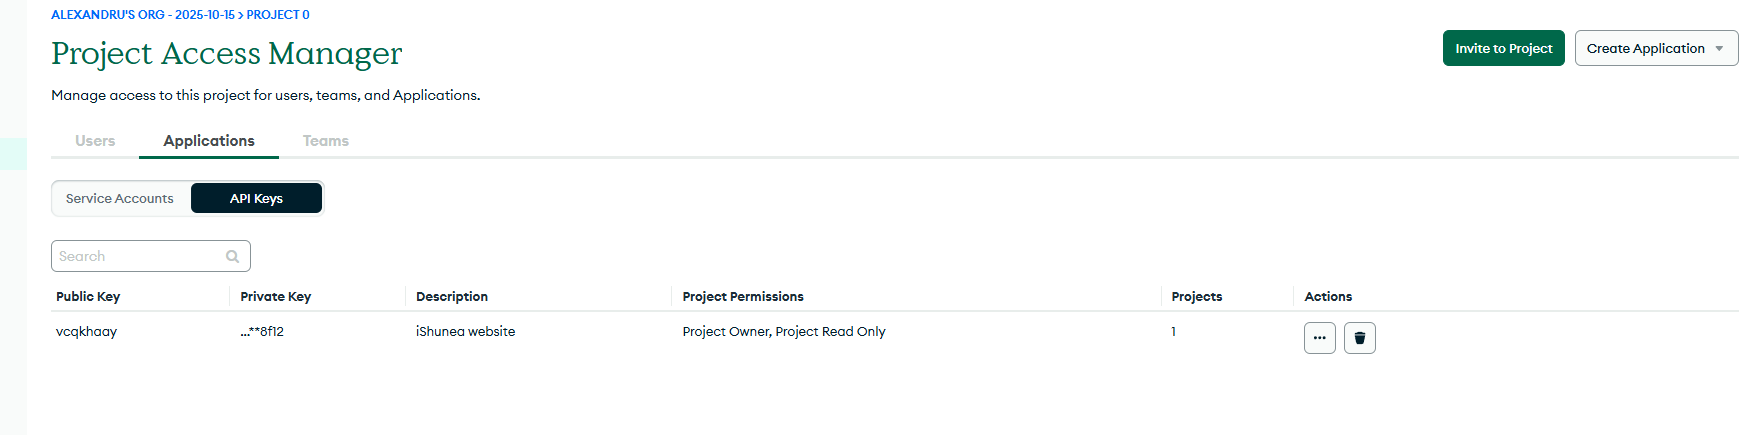 ALEXANDRU'S ORG - 2025-10-15 > PROJECT 0
Project Access Manager
Invite to Project
Create Application
Manage access to this project for users, teams, and Applications.
Users Applications Teams
Service Accounts API Keys
Search
Public Key Private Key Description Project Permissions Projects Actions
vcqkhaay ...**8f12 iShunea website Project Owner, Project Read Only 1